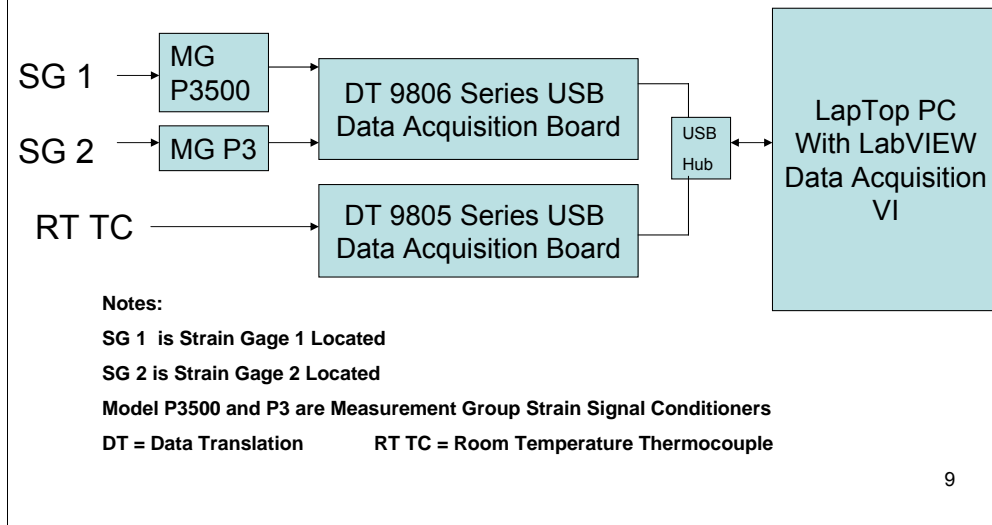 SG 1
MG
P3500
SG 2
MG P3
RT TC
DT 9806 Series USB
Data Acquisition Board
DT 9805 Series USB
Data Acquisition Board
USB
Hub
LapTop PC
With LabVIEW
Data Acquisition
VI
Notes:
SG 1 is Strain Gage 1 Located
SG 2 is Strain Gage 2 Located
Model P3500 and P3 are Measurement Group Strain Signal Conditioners
DT = Data Translation RT TC = Room Temperature Thermocouple
9